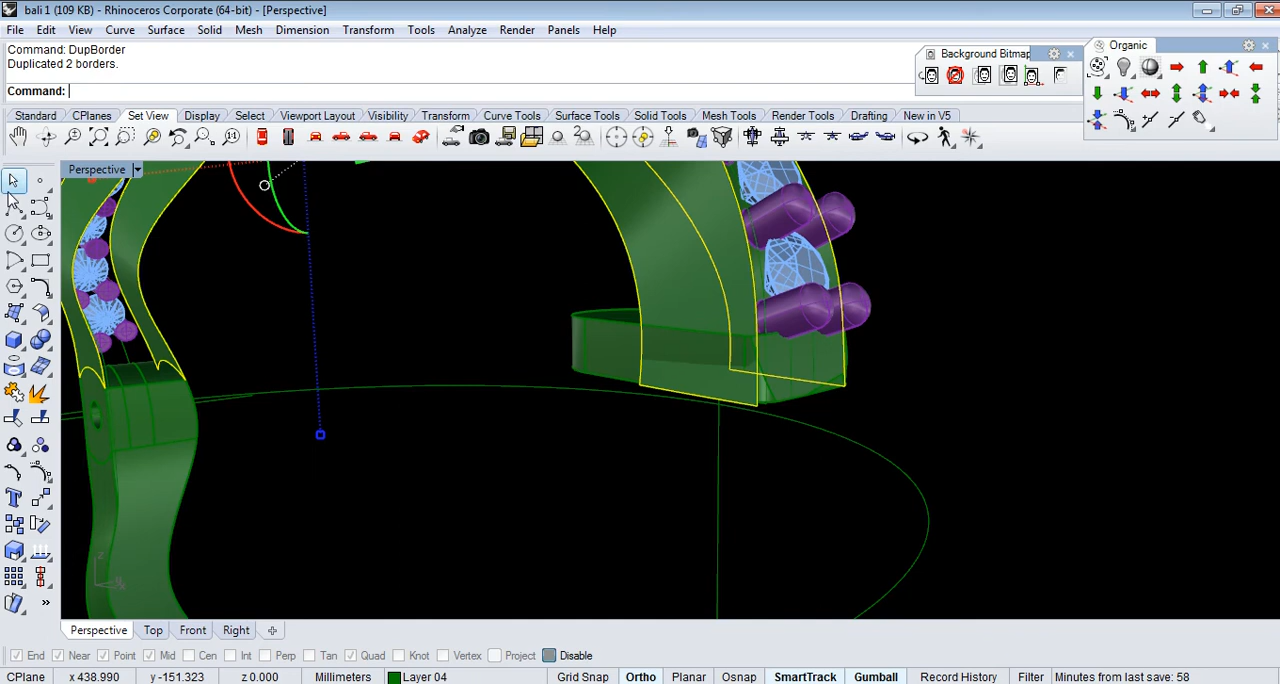 bali 1 (109 KB) - Rhinoceros Corporate (64-bit) - [Perspective]
File Edit View Curve Surface Solid Mesh Dimension Transform Tools Analyze Render Panels Help
Command: DupBorder
Duplicated 2 borders.
Command:
Background Bitmap
Organic
Standard CPlanes Set View Display Select Viewport Layout Visibility Transform Curve Tools Surface Tools Solid Tools Mesh Tools Render Tools Drafting New in V5
Perspective
z
Perspective Top Front Right
End Near Point Mid Cen Int Perp Tan Quad Knot Vertex Project Disable
CPlane x 438.990 y -151.323 z 0.000 Millimeters Layer 04 Grid Snap Ortho Planar Osnap SmartTrack Gumball Record History Filter Minutes from last save: 58